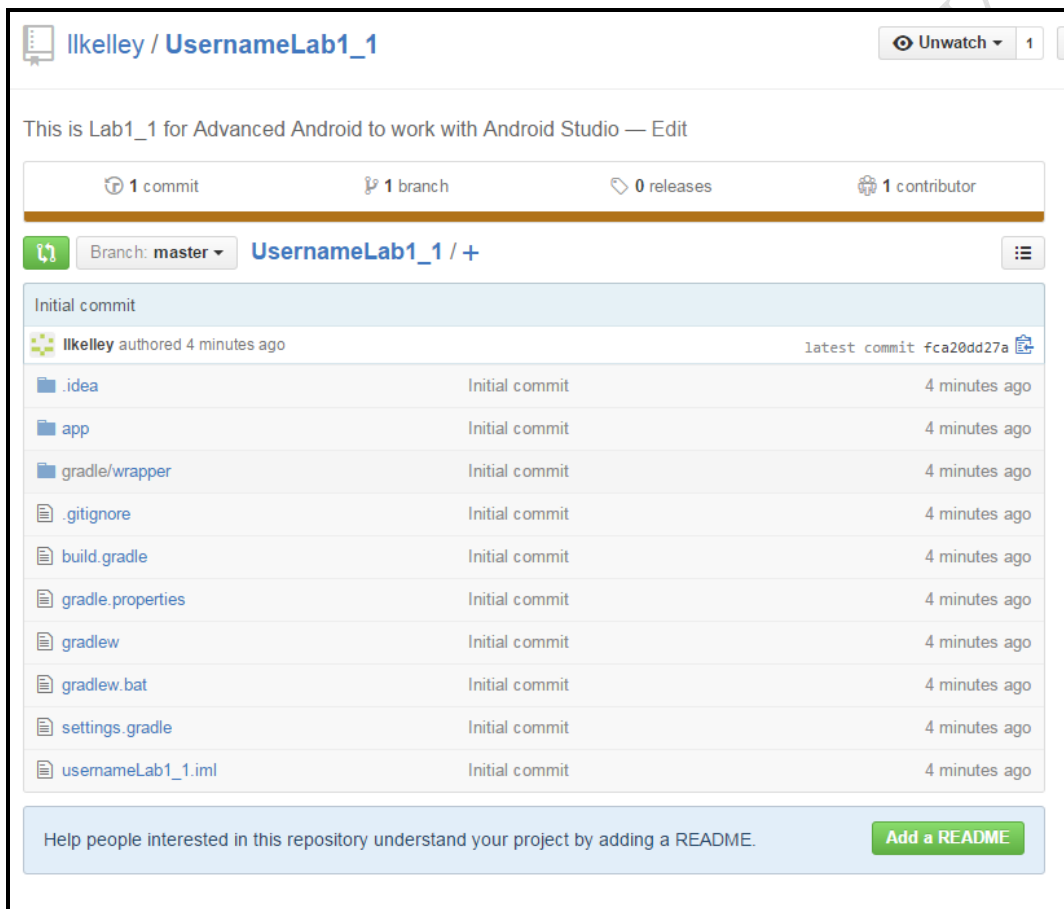 llkelley / UsernameLab1_1
Unwatch 1
This is Lab1_1 for Advanced Android to work with Android Studio — Edit
1 commit 1 branch 0 releases 1 contributor
Branch: master UsernameLab1_1 / +
Initial commit
llkelley authored 4 minutes ago latest commit fca20dd27a
.idea Initial commit 4 minutes ago
app Initial commit 4 minutes ago
gradle/wrapper Initial commit 4 minutes ago
.gitignore Initial commit 4 minutes ago
build.gradle Initial commit 4 minutes ago
gradle.properties Initial commit 4 minutes ago
gradlew Initial commit 4 minutes ago
gradlew.bat Initial commit 4 minutes ago
settings.gradle Initial commit 4 minutes ago
usernameLab1_1.iml Initial commit 4 minutes ago
Help people interested in this repository understand your project by adding a README. Add a README